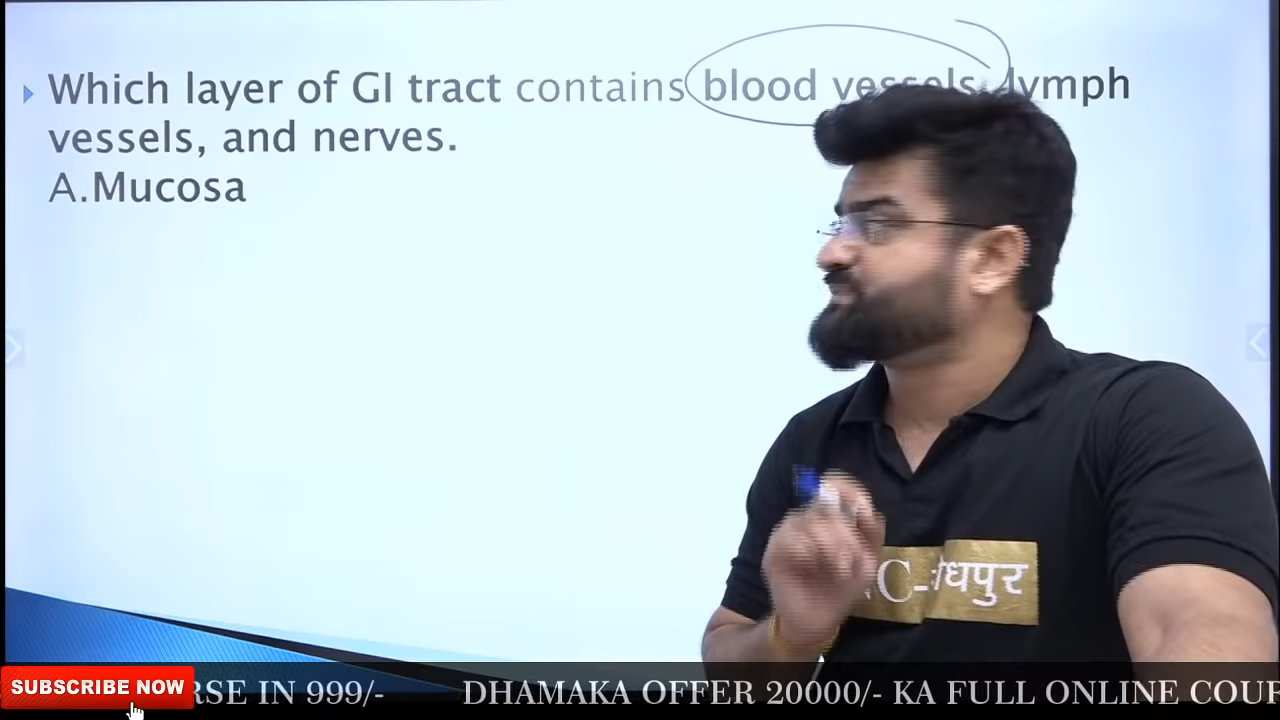 Which layer of GI tract contains blood vessels, lymph
vessels, and nerves.
A.Mucosa
C-
धपुर
SUBSCRIBE NOW
RSE IN 999/- DHAMAKA OFFER 20000/- KA FULL ONLINE COUR